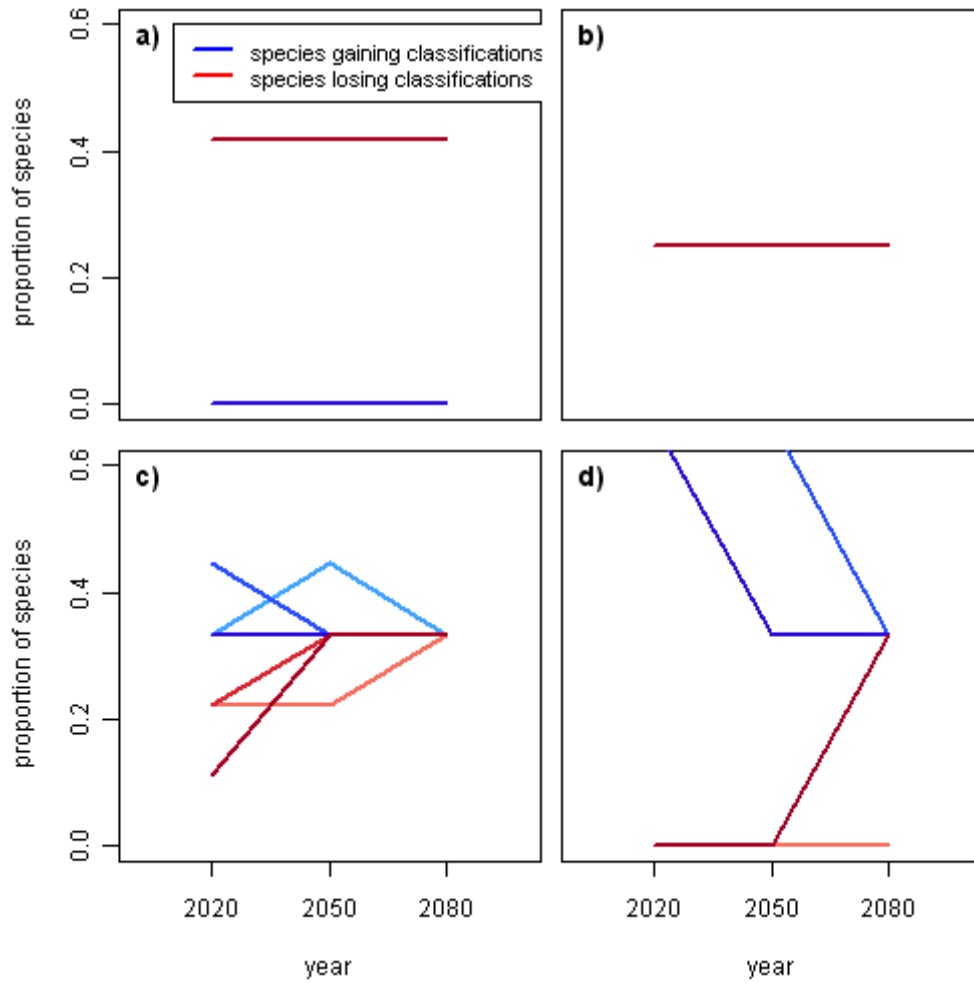 a)
species gaining classifications
species losing classifications
b)
proportion of species
0.6
0.4
0.2
0.0
c)
d)
proportion of species
0.6
0.4
0.2
0.0
2020 2050 2080
2020 2050 2080
year
year